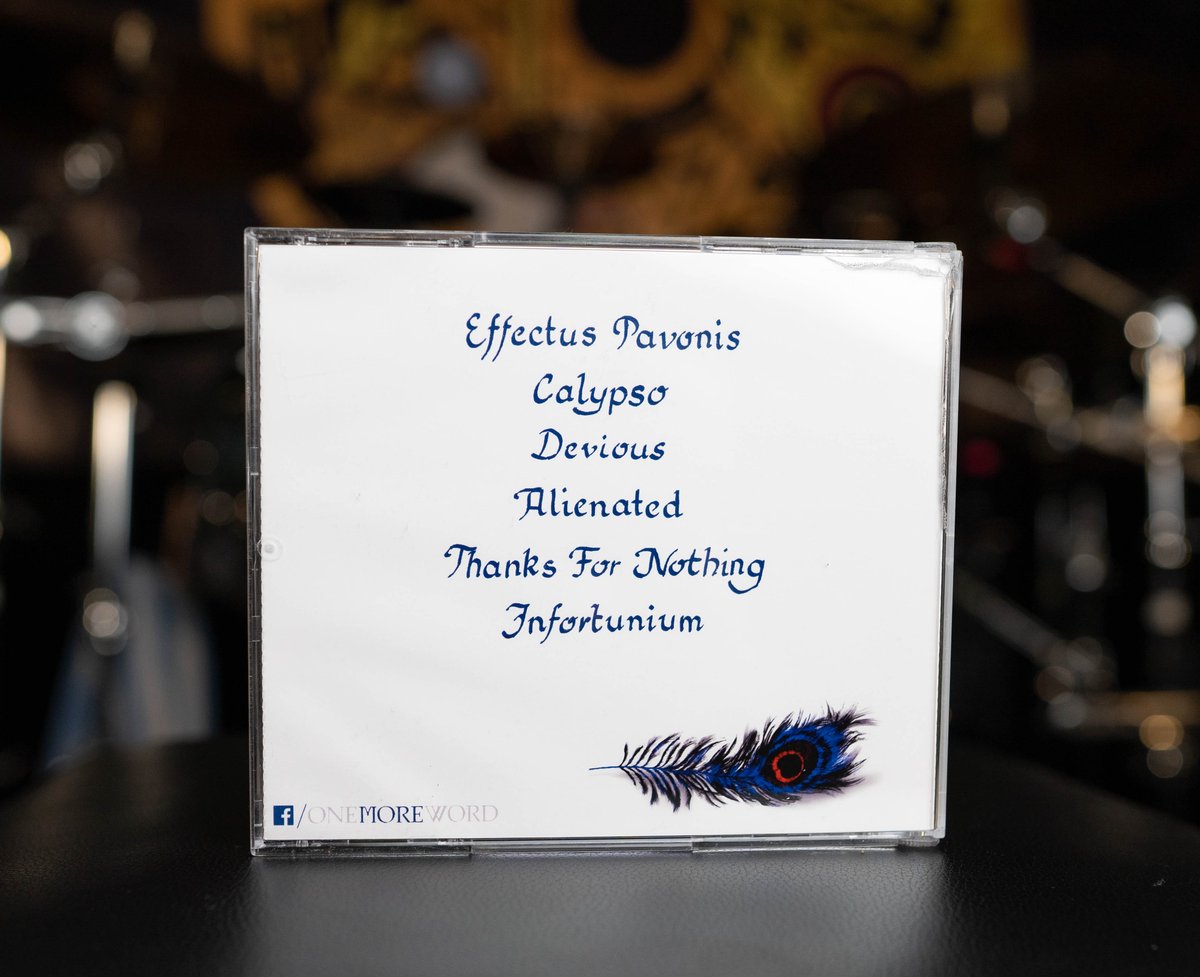 Effectus Pavonis
Calypso
Devious
Alienated
Thanks For Nothing
Infortunium
f/ONEMOREWORD